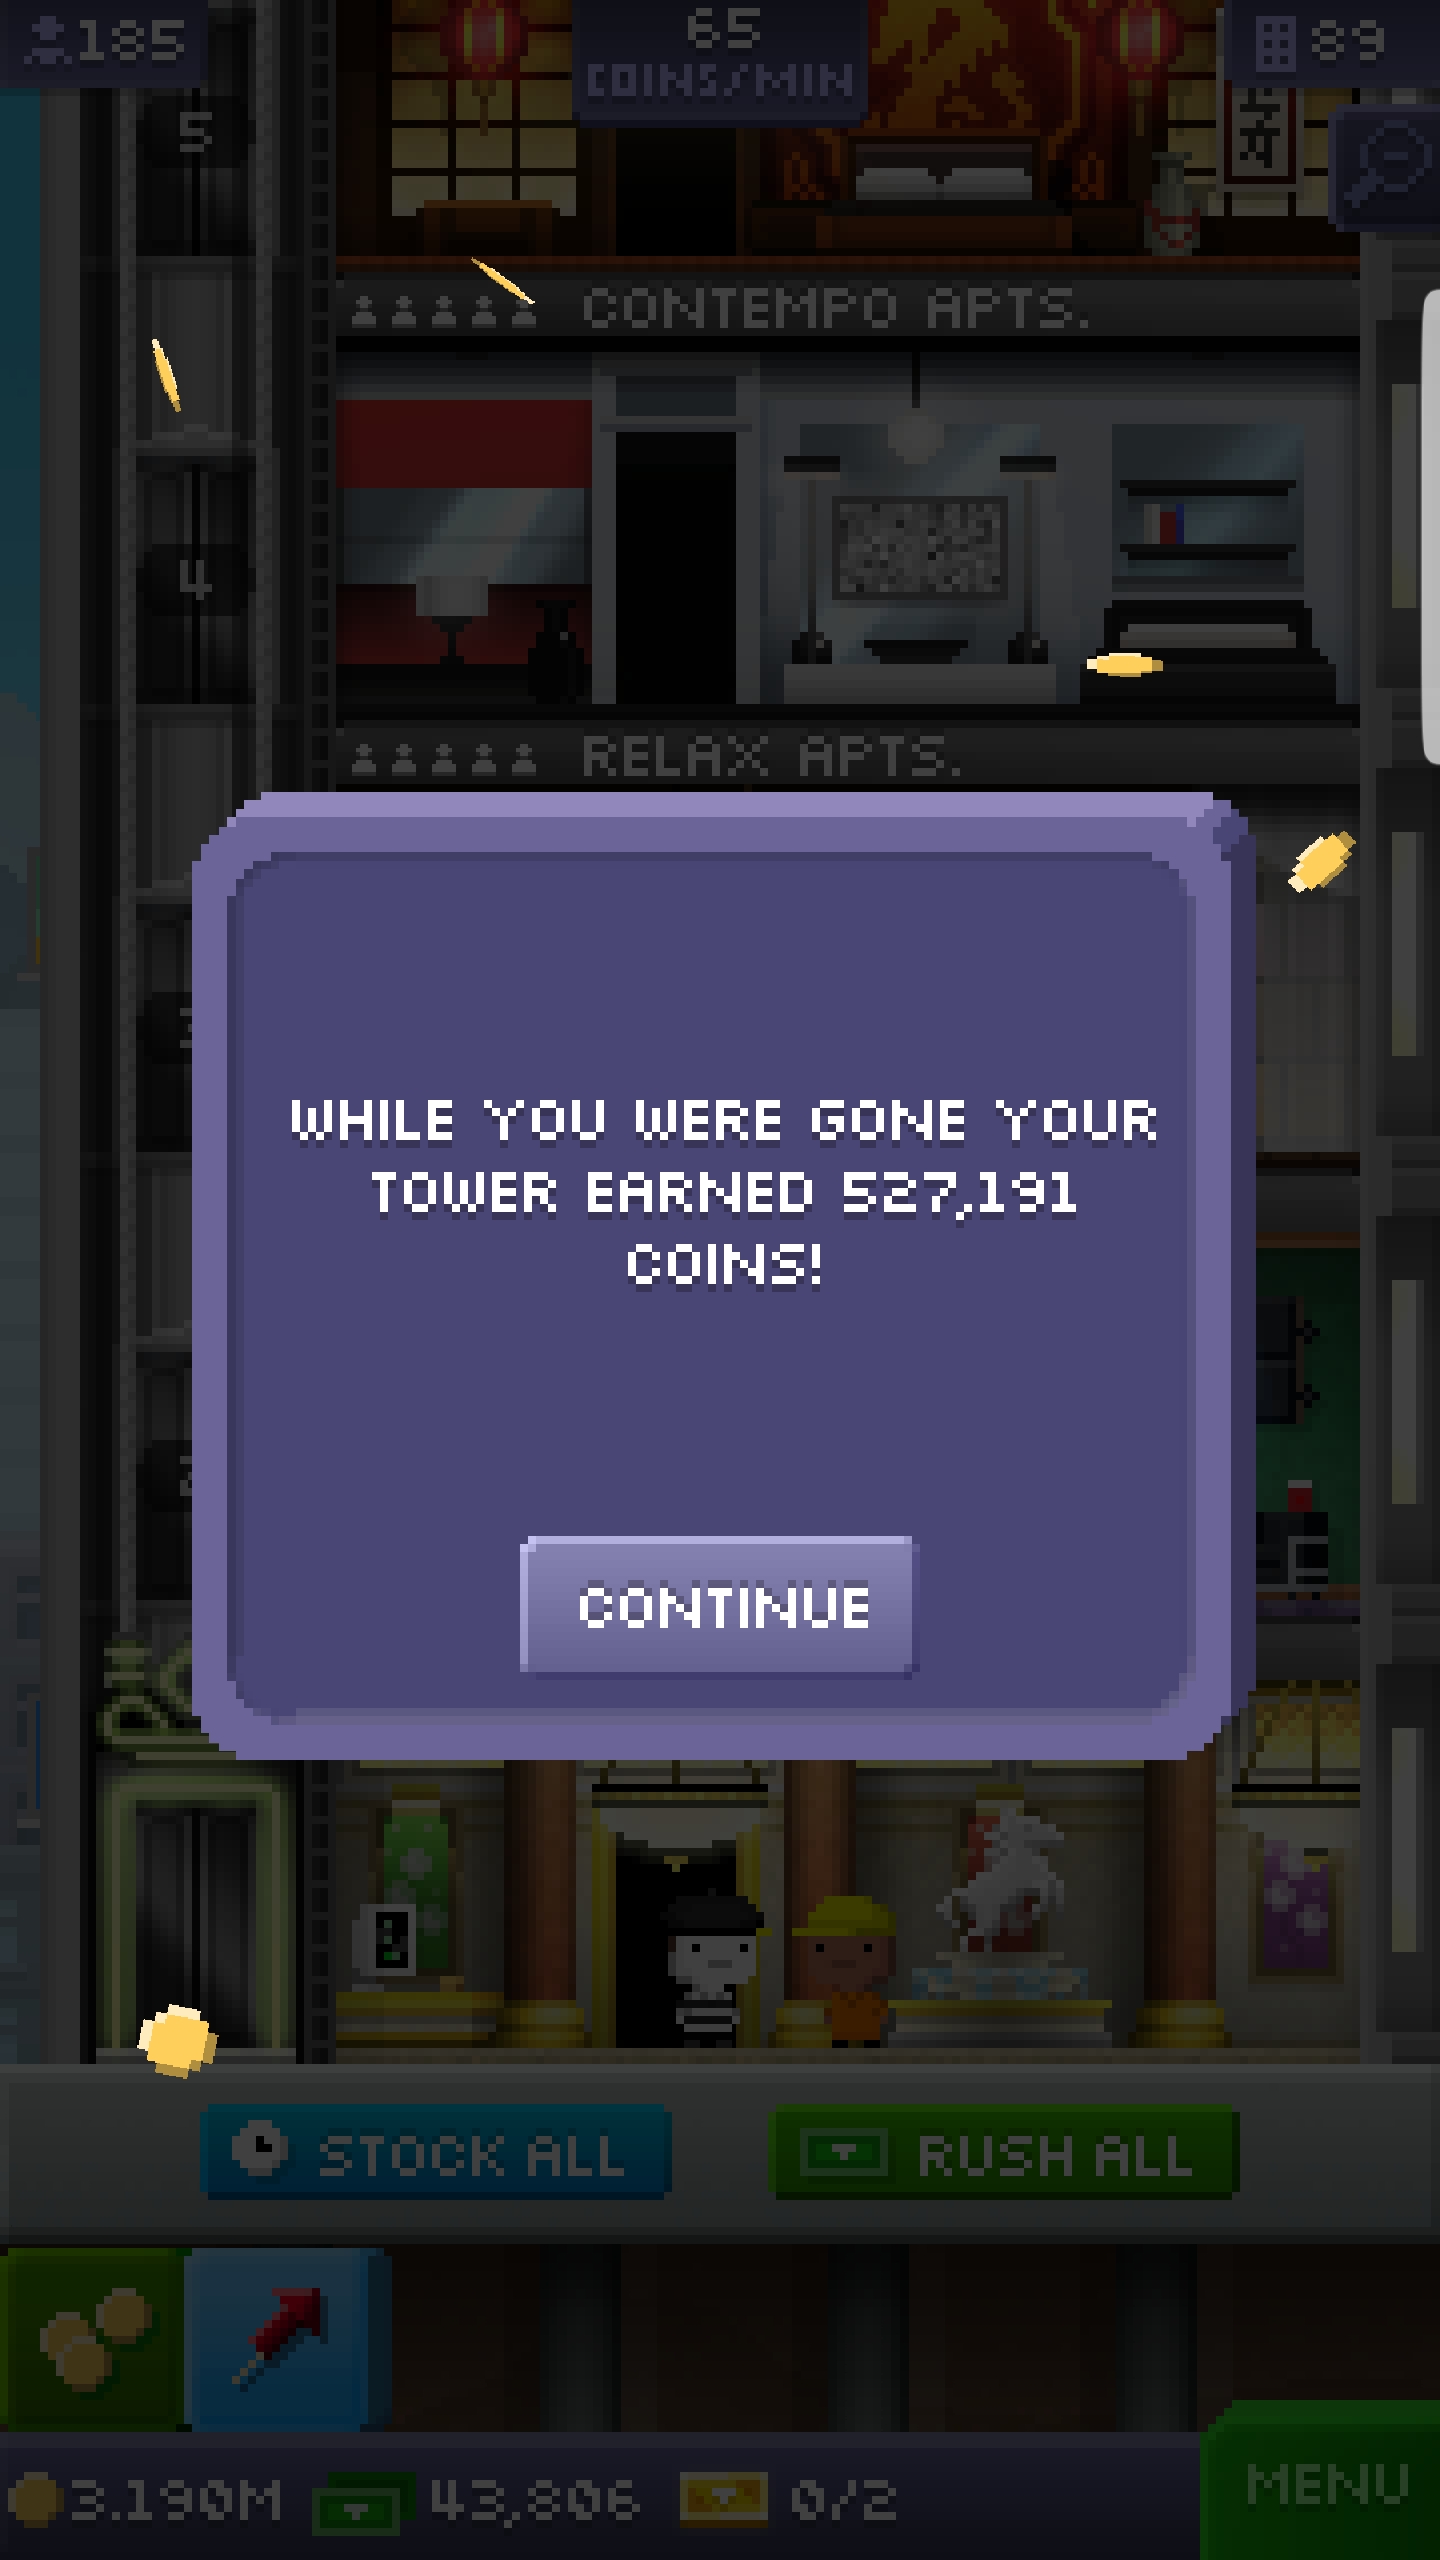 185
65
COINS/MIN
89
5
CONTEMPO APTS.
4
RELAX APTS.
WHILE YOU WERE GONE YOUR
TOWER EARNED 527,191
COINS!
CONTINUE
STOCK ALL
RUSH ALL
3.190M
43,806
0/2
MENU